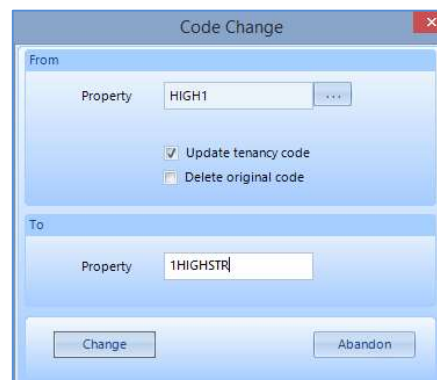 Code Change
From
Property HIGH1 ...
Update tenancy code
Delete original code
To
Property 1HIGHSTR
Change Abandon